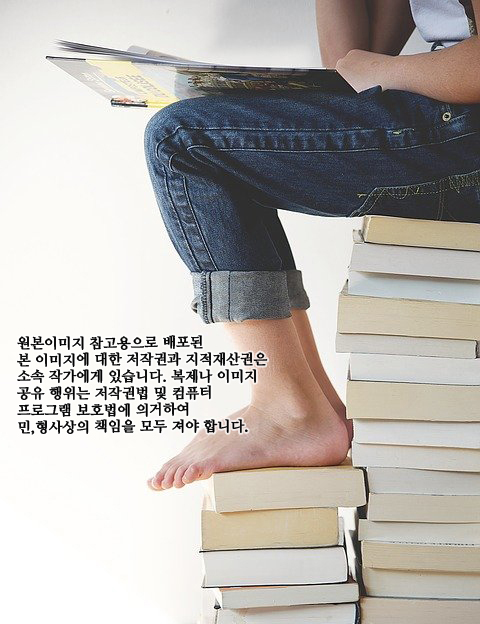 원본이미지 참고용으로 배포된
본 이미지에 대한 저작권과 지적재산권은
소속 작가에게 있습니다. 복제나 이미지
공유 행위는 저작권법 및 컴퓨터
프로그램 보호법에 의거하여
민,형사상의 책임을 모두 져야 합니다.